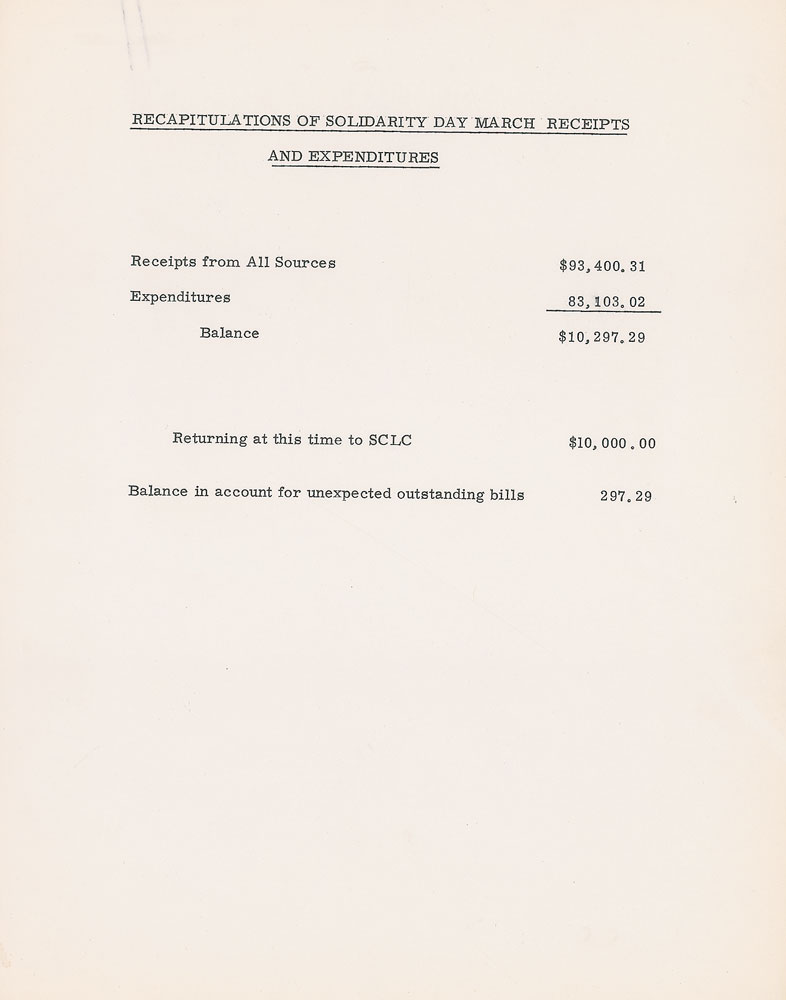 RECAPITULATIONS OF SOLIDARITY DAY MARCH RECEIPTS
AND EXPENDITURES
Receipts from All Sources $93,400.31
Expenditures 83,103.02
Balance $10,297.29
Returning at this time to SCLC $10,000.00
Balance in account for unexpected outstanding bills 297.29